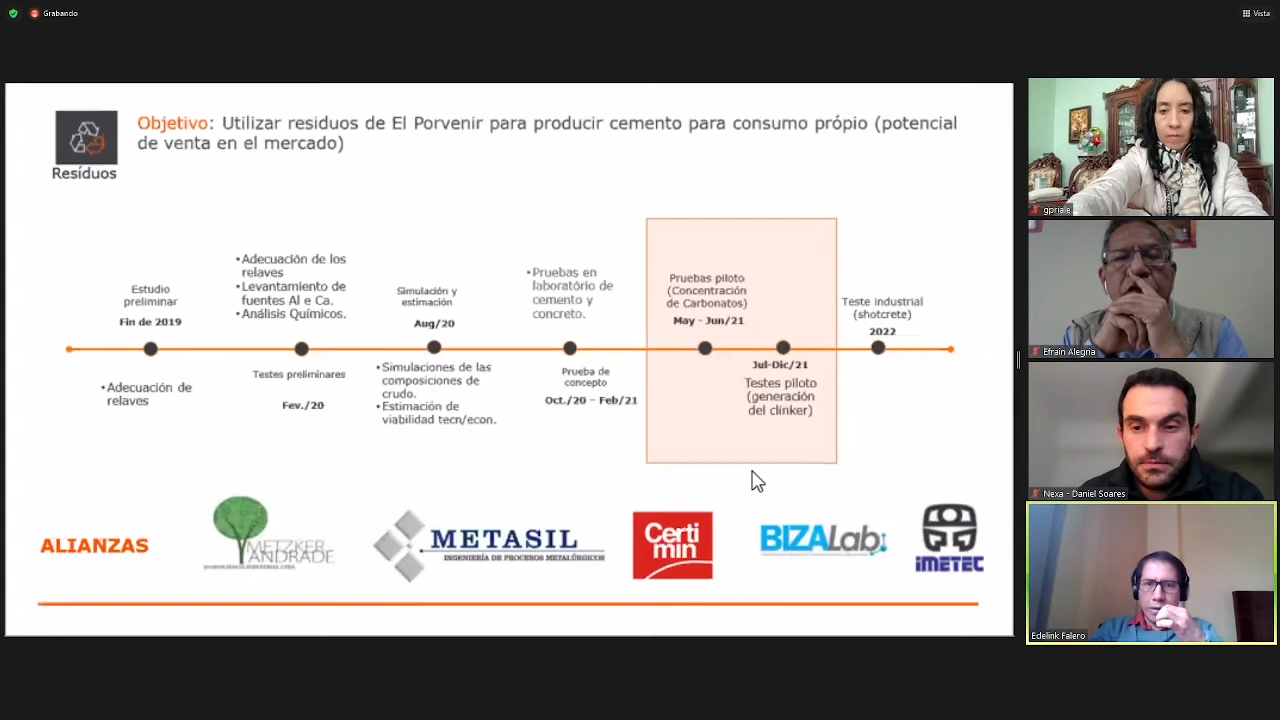 Grabando
Vista
Objetivo: Utilizar residuos de El Porvenir para producir cemento para consumo própio (potencial
de venta en el mercado)
Resíduos
Estudio
preliminar
Fin de 2019
•Adecuación de
relaves
•Adecuación de los
relaves
•Levantamiento de
fuentes Al e Ca.
•Análisis Químicos.
Testes preliminares
Fev./20
Simulación y
estimación
Aug/20
•Simulaciones de las
composiciones de
crudo.
•Estimación de
viabilidad tecn/econ.
•Pruebas en
laboratório de
cemento y
concreto.
Prueba de
concepto
Oct./20 – Feb/21
Pruebas piloto
(Concentración
de Carbonatos)
May - Jun/21
Jul-Dic/21
Testes piloto
(generación
del clínker)
Teste industrial
(shotcrete)
2022
ALIANZAS
METZKER
ANDRADE
METASIL
INGENIERÍA DE PROCESOS METALÚRGICOS
Certi
min
BIZALab
iMETEC
gpriale
Efrain Alegria
Nexa - Daniel Soares
Edelink Falero